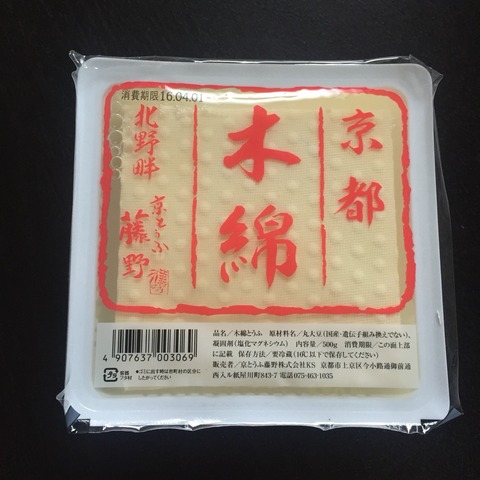 消費期限16.04.01
京都
木綿
北野畔
京とうふ
藤野
品名／木綿とうふ 原材料名／丸大豆（国産・遺伝子組み換えでない）、
凝固剤（塩化マグネシウム） 内容量／500g 消費期限／この面上部
に記載 保存方法／要冷蔵（10℃以下で保存してください）
販売者／京とうふ藤野株式会社KS 京都市上京区今小路通御前通
西入ル紙屋川町843-7 電話075-463-1035
4 907637 003069